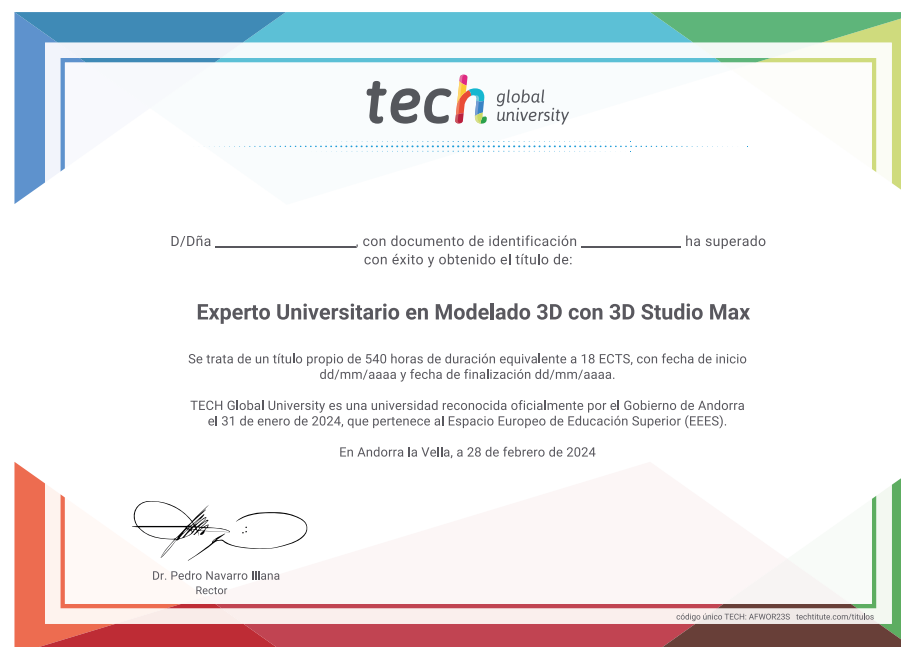 tech global
university
D/Dña ______________, con documento de identificación __________ ha superado
con éxito y obtenido el título de:
Experto Universitario en Modelado 3D con 3D Studio Max
Se trata de un título propio de 540 horas de duración equivalente a 18 ECTS, con fecha de inicio
dd/mm/aaaa y fecha de finalización dd/mm/aaaa.
TECH Global University es una universidad reconocida oficialmente por el Gobierno de Andorra
el 31 de enero de 2024, que pertenece al Espacio Europeo de Educación Superior (EEES).
En Andorra la Vella, a 28 de febrero de 2024
Dr. Pedro Navarro Illana
Rector
código único TECH: AFWOR23S techtitute.com/titulos